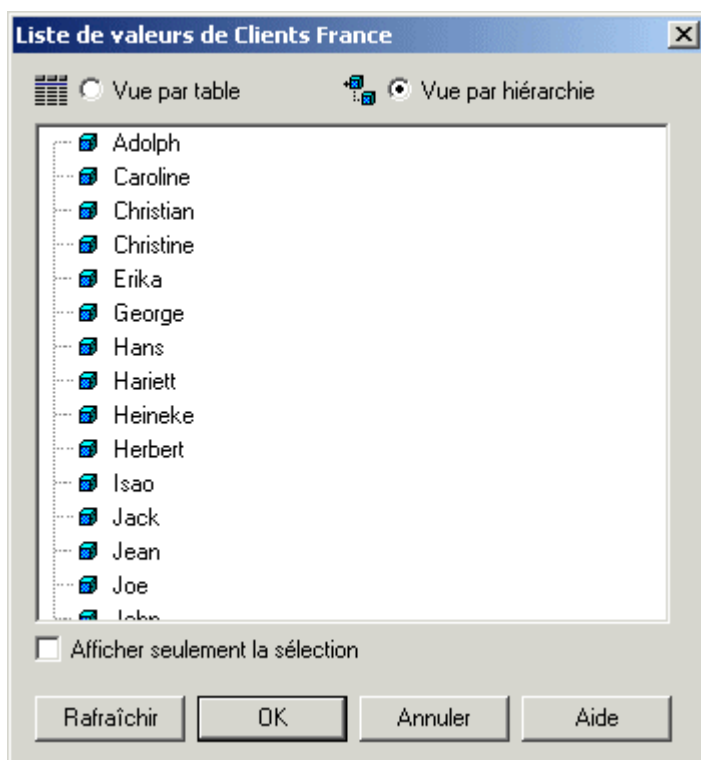 Liste de valeurs de Clients France
Vue par table Vue par hiérarchie
Adolph
Caroline
Christian
Christine
Erika
George
Hans
Hariett
Heineke
Herbert
Isao
Jack
Jean
Joe
John
Afficher seulement la sélection
Rafraîchir OK Annuler Aide